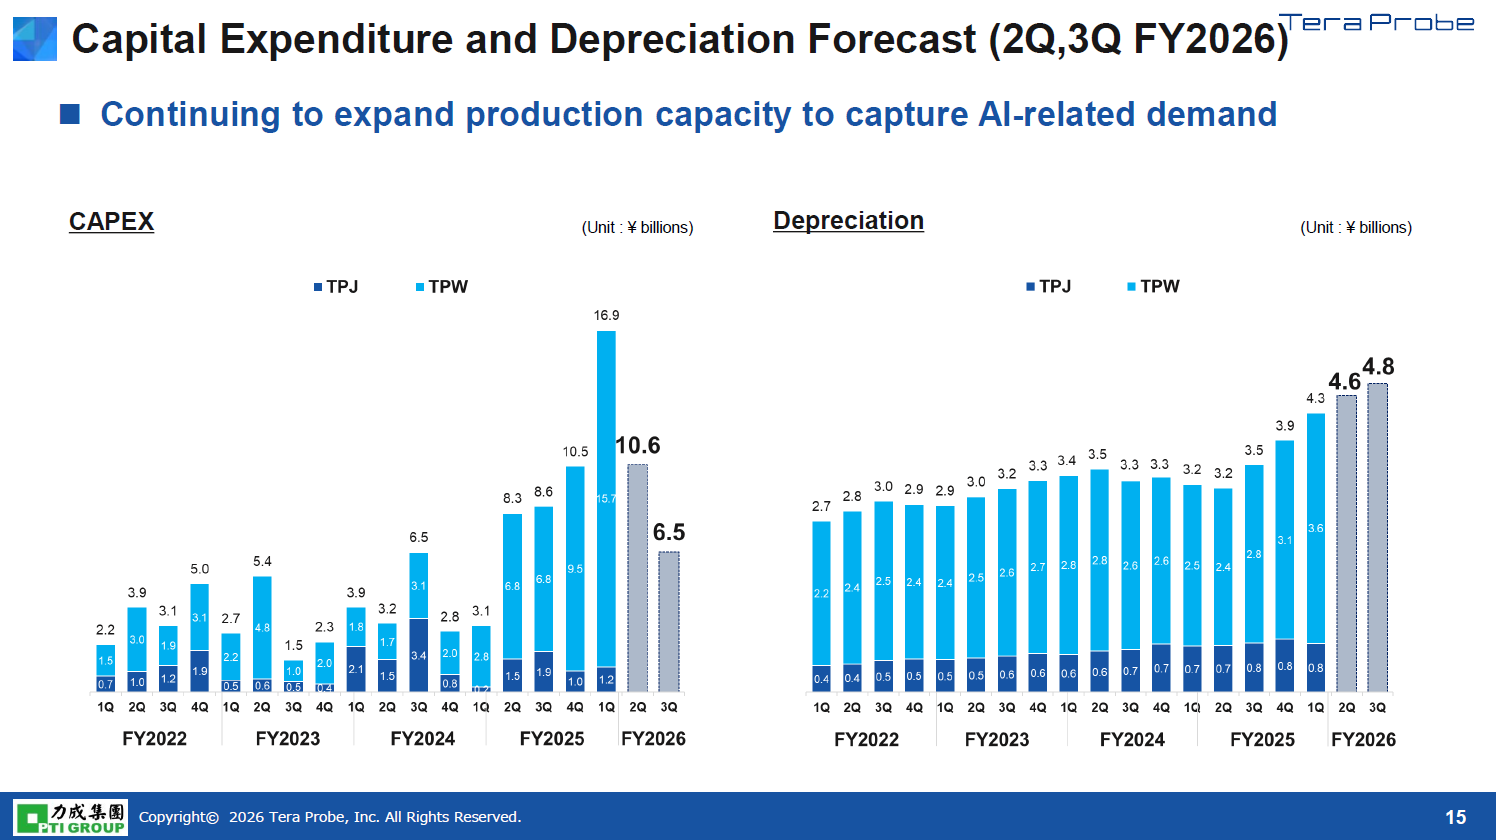 Capital Expenditure and Depreciation Forecast (2Q,3Q FY2026)
Tera Probe
Continuing to expand production capacity to capture AI-related demand
CAPEX
(Unit : ¥ billions)
TPJ TPW
2.2 3.9 3.1 5.0 2.7 5.4 1.5 2.3 3.9 3.2 6.5 2.8 3.1 8.3 8.6 10.5 16.9 10.6 6.5
1.5 3.0 1.9 3.1 2.2 4.8 1.0 2.0 1.8 1.7 3.1 2.0 2.8 6.8 6.8 9.5 15.7
0.7 1.0 1.2 1.9 0.5 0.6 0.5 0.4 2.1 1.5 3.4 0.8 0.2 1.5 1.9 1.0 1.2
1Q 2Q 3Q 4Q 1Q 2Q 3Q 4Q 1Q 2Q 3Q 4Q 1Q 2Q 3Q 4Q 1Q 2Q 3Q
FY2022 FY2023 FY2024 FY2025 FY2026
Depreciation
(Unit : ¥ billions)
TPJ TPW
2.7 2.8 3.0 2.9 2.9 3.0 3.2 3.3 3.4 3.5 3.3 3.3 3.2 3.2 3.5 3.9 4.3 4.6 4.8
2.2 2.4 2.5 2.4 2.4 2.5 2.6 2.7 2.8 2.8 2.6 2.6 2.5 2.4 2.8 3.1 3.6
0.4 0.4 0.5 0.5 0.5 0.5 0.6 0.6 0.6 0.6 0.7 0.7 0.7 0.7 0.8 0.8 0.8
1Q 2Q 3Q 4Q 1Q 2Q 3Q 4Q 1Q 2Q 3Q 4Q 1Q 2Q 3Q 4Q 1Q 2Q 3Q
FY2022 FY2023 FY2024 FY2025 FY2026
力成集團
PTI GROUP
Copyright© 2026 Tera Probe, Inc. All Rights Reserved.
15